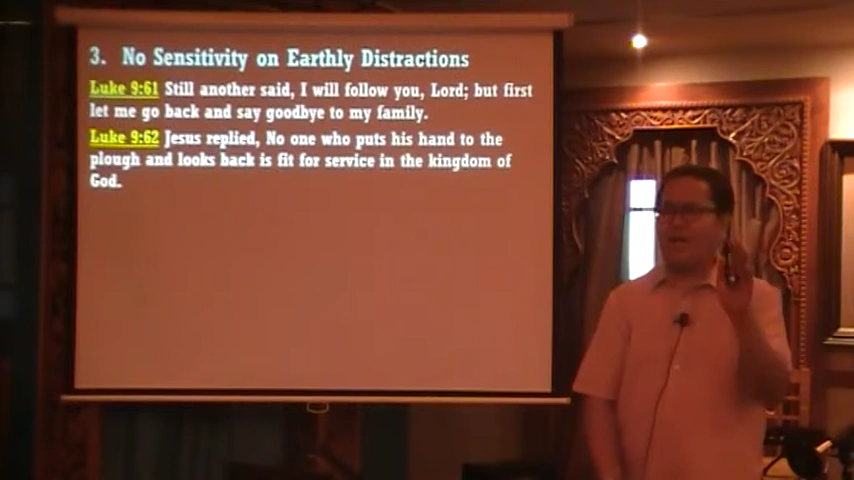 3. No Sensitivity on Earthly Distractions
Luke 9:61 Still another said, I will follow you, Lord; but first
let me go back and say goodbye to my family.
Luke 9:62 Jesus replied, No one who puts his hand to the
plough and looks back is fit for service in the kingdom of
God.